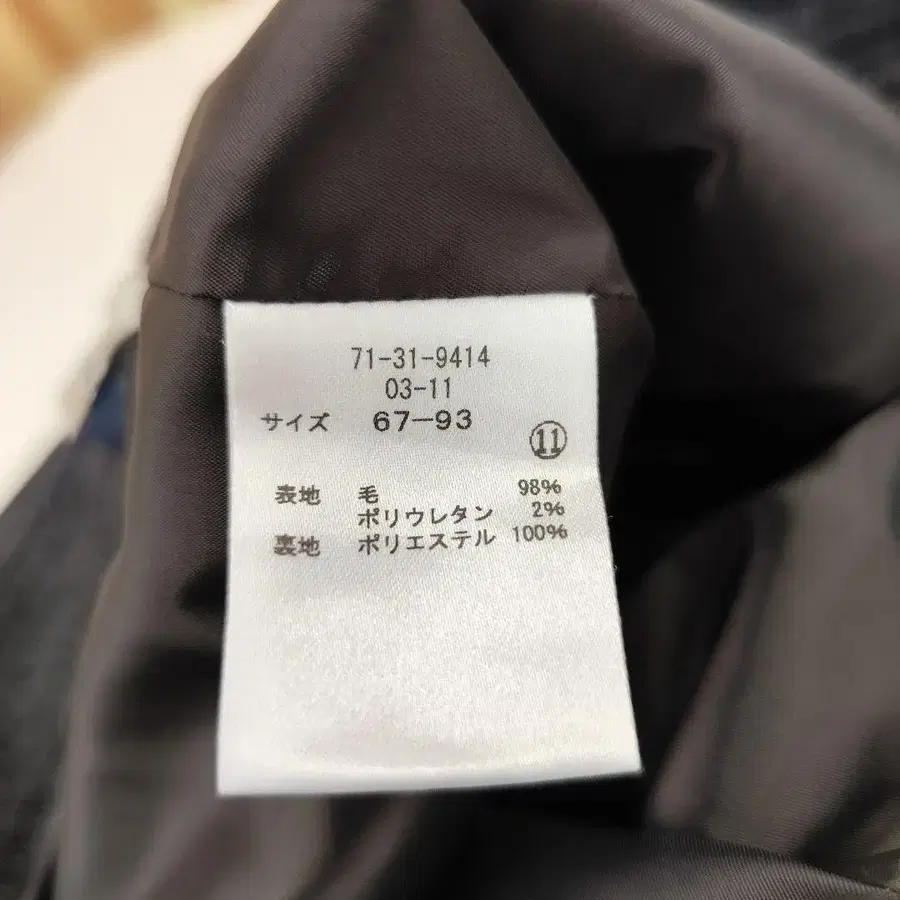 71-31-9414
03-11
サイズ 67-93
⑪
表地 毛 98%
ポリウレタン 2%
裏地 ポリエステル 100%